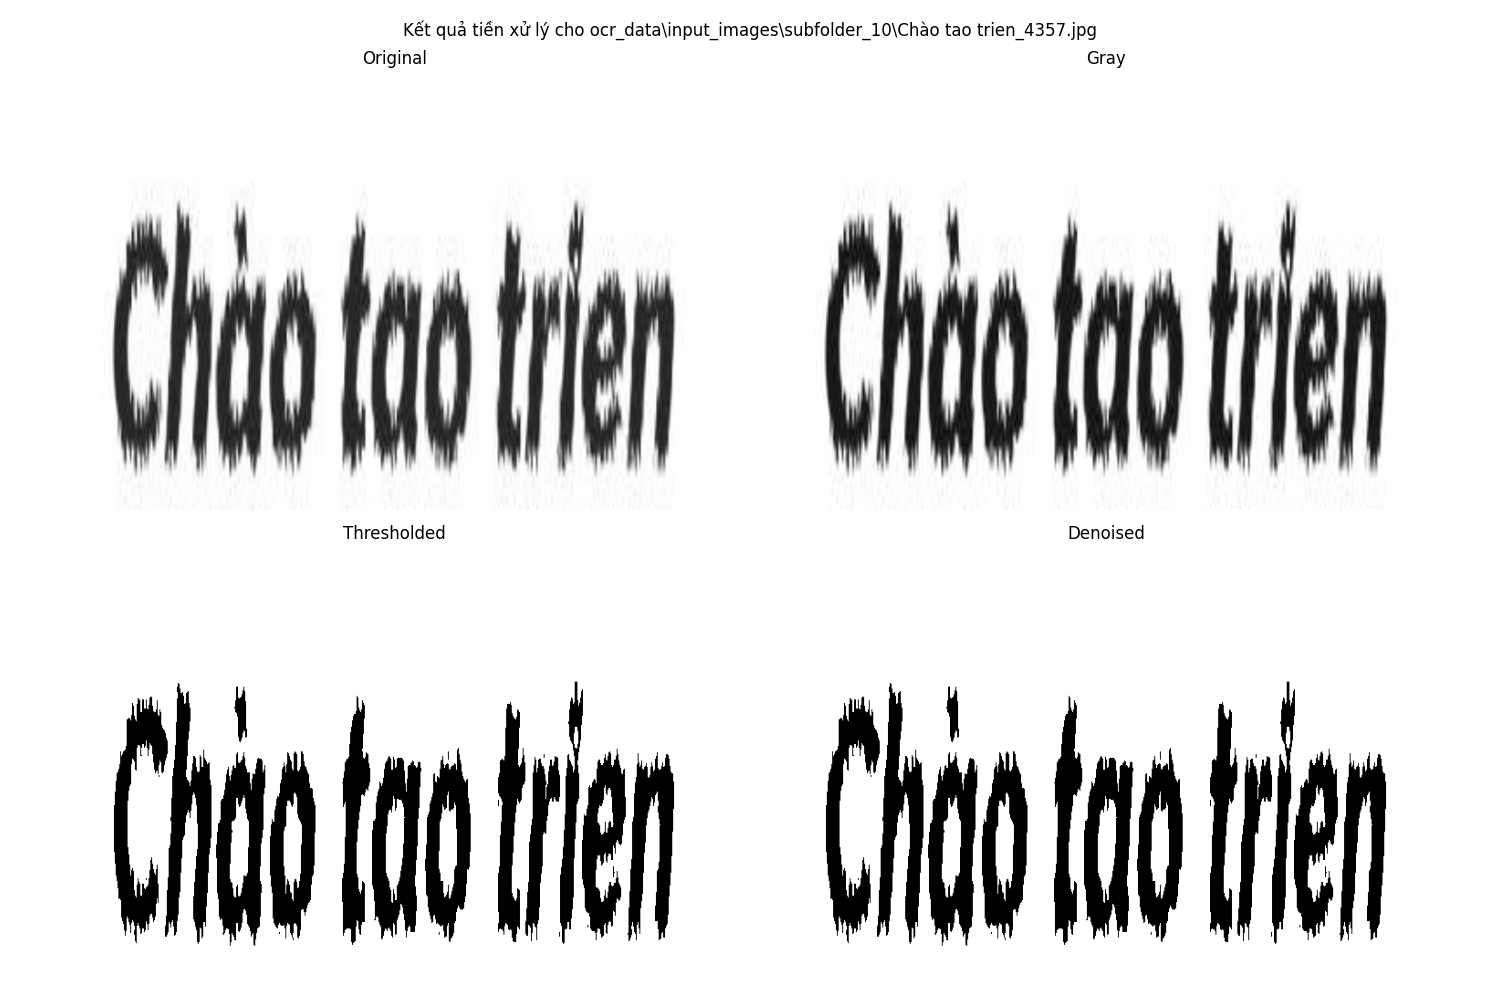 Kết quả tiền xử lý cho ocr_data\input_images\subfolder_10\Chào tao trien_4357.jpg
Original
Gray
Chào tao trien
Chào tao trien
Thresholded
Denoised
Chào tao trien
Chào tao trien